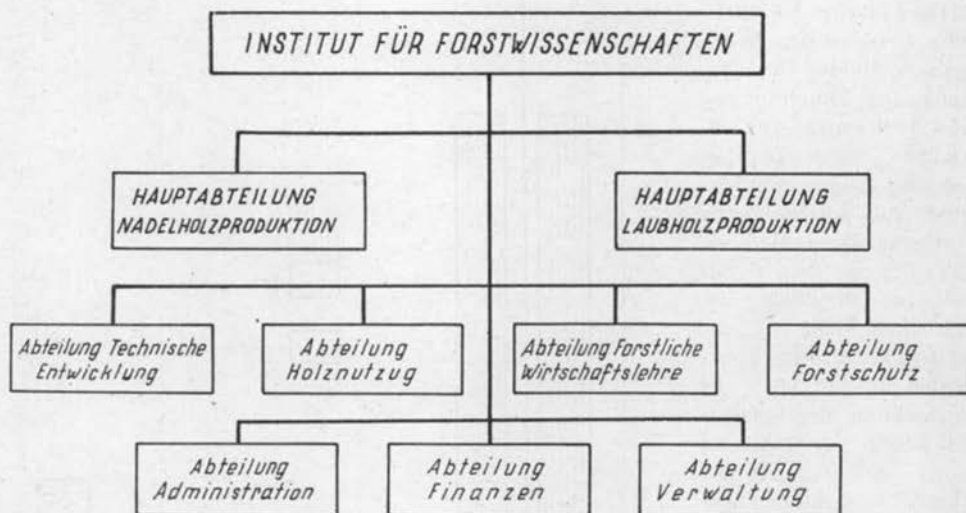 INSTITUT FÜR FORSTWISSENSCHAFTEN
HAUPTABTEILUNG
NADELHOLZPRODUKTION
HAUPTABTEILUNG
LAUBHOLZPRODUKTION
Abteilung Technische
Entwicklung
Abteilung
Holznutzug
Abteilung Forstliche
Wirtschaftslehre
Abteilung
Forstschutz
Abteilung
Administration
Abteilung
Finanzen
Abteilung
Verwaltung